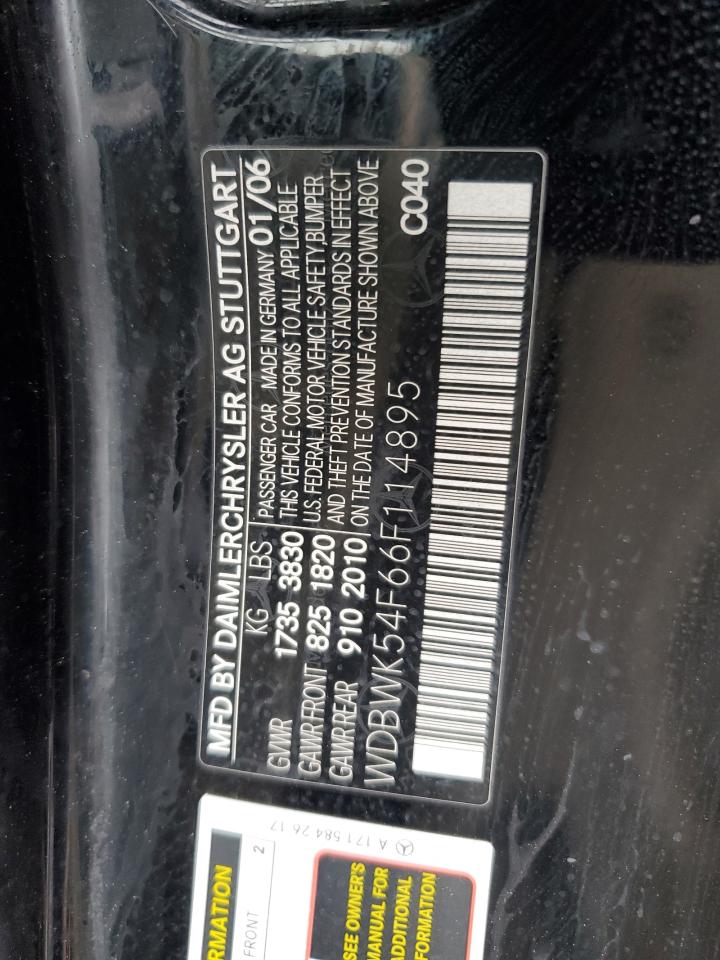 MFD BY DAIMLERCHRYSLER AG STUTTGART
KG LBS PASSENGER CAR MADE IN GERMANY 01/06
GVWR 1735 3830 THIS VEHICLE CONFORMS TO ALL APPLICABLE
GAWR FRONT 825 1820 U.S. FEDERAL MOTOR VEHICLE SAFETY,BUMPER,
GAWR REAR 910 2010 AND THEFT PREVENTION STANDARDS IN EFFECT
ON THE DATE OF MANUFACTURE SHOWN ABOVE
WDBWK54F66F114895 C040
A 171 584 26 17
RMATION
FRONT 2
SEE OWNER'S
MANUAL FOR
ADDITIONAL
FORMATION